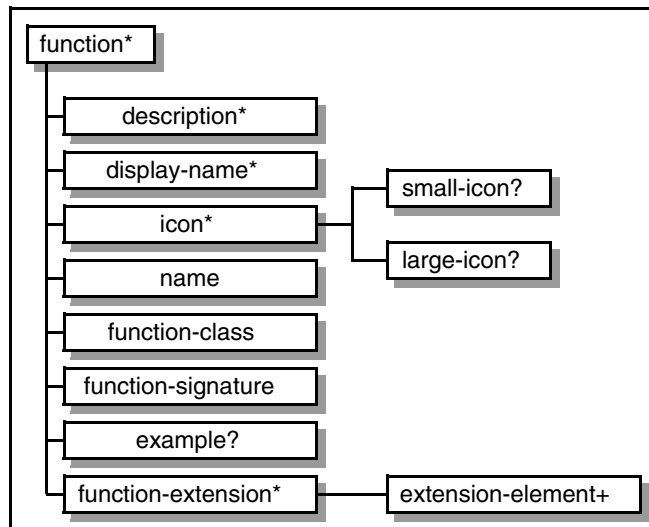 function*
description*
display-name*
small-icon?
icon*
large-icon?
name
function-class
function-signature
example?
function-extension*
extension-element+